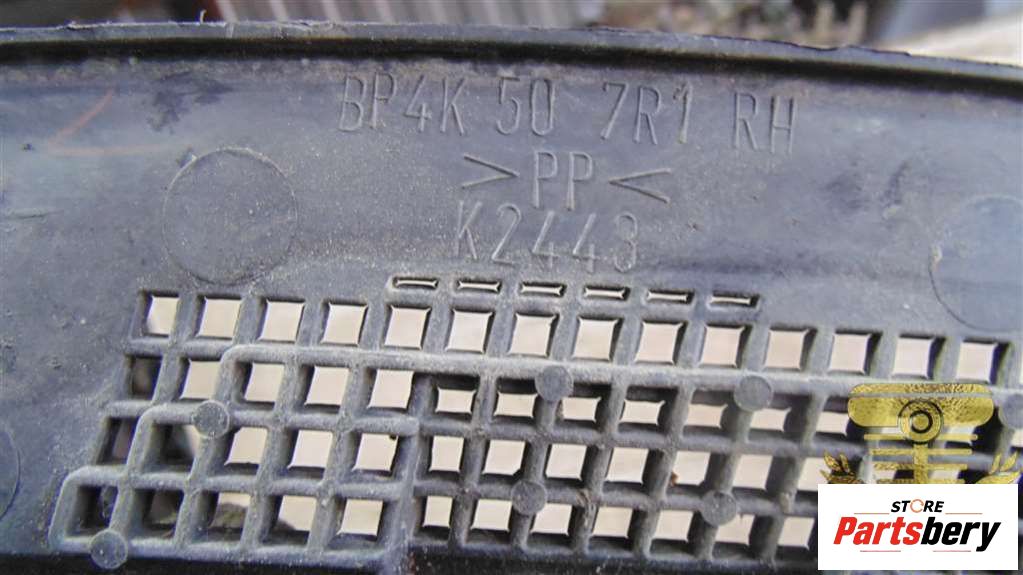 BP4K 50 7R1 RH
>PP<
K2443
STORE
Partsbery